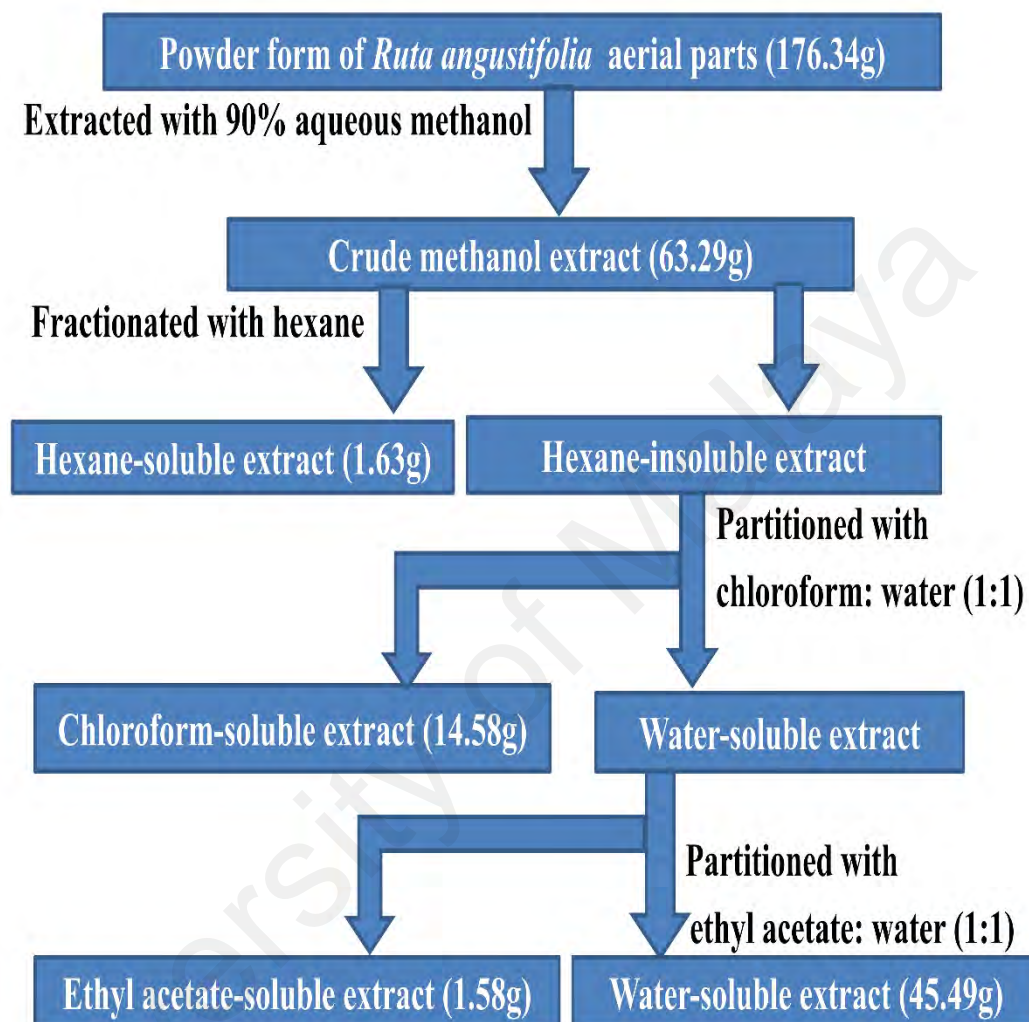 Powder form of Ruta angustifolia aerial parts (176.34g)
Extracted with 90% aqueous methanol
Crude methanol extract (63.29g)
Fractionated with hexane
Hexane-soluble extract (1.63g)
Hexane-insoluble extract
Partitioned with
chloroform: water (1:1)
Chloroform-soluble extract (14.58g)
Water-soluble extract
Partitioned with
ethyl acetate: water (1:1)
Ethyl acetate-soluble extract (1.58g)
Water-soluble extract (45.49g)
ersity of Malaya